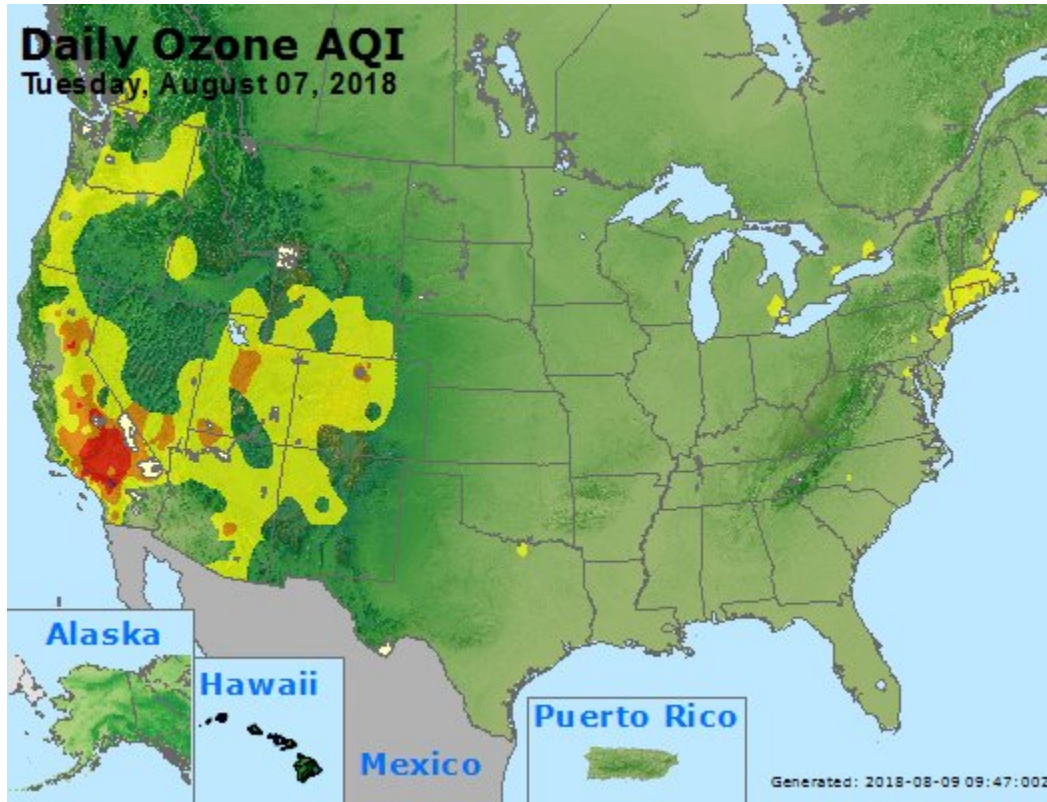 Daily Ozone AQI
Tuesday, August 07, 2018
Alaska
Hawaii
Mexico
Puerto Rico
Generated: 2018-08-09 09:47:00Z